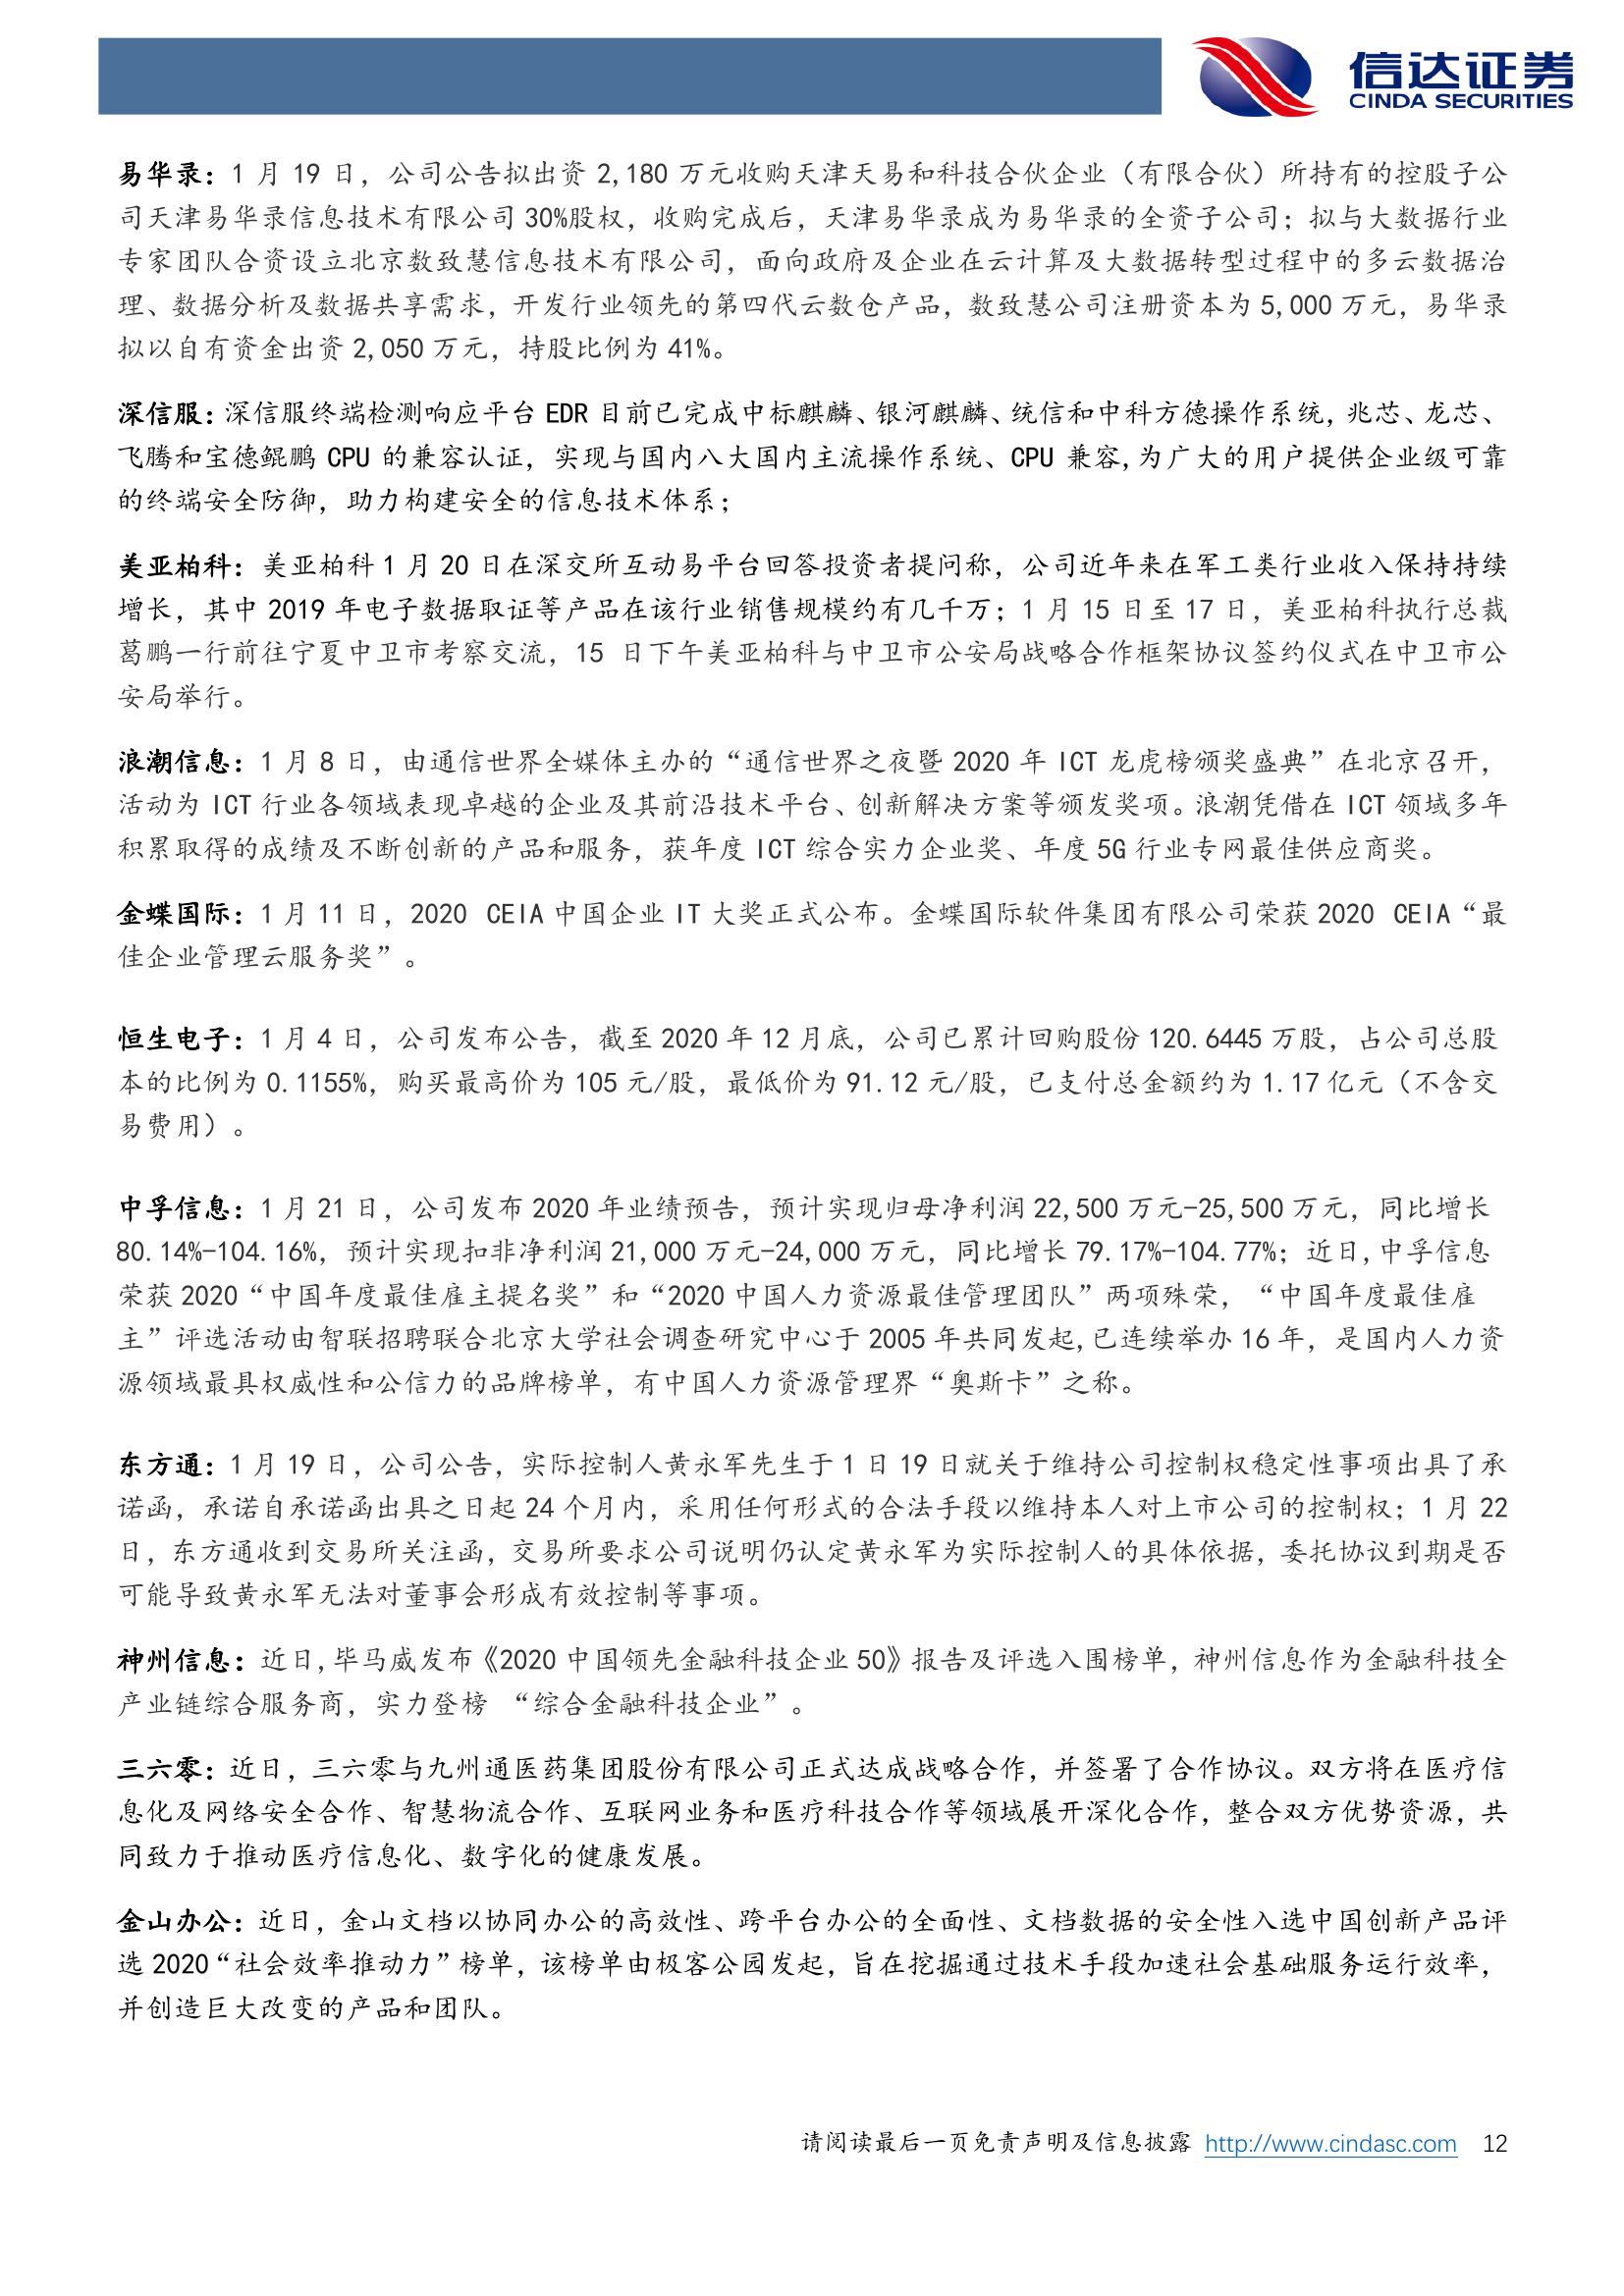 信达证券
CINDA SECURITIES
易华录：1 月 19 日，公司公告拟出资 2,180 万元收购天津天易和科技合伙企业（有限合伙）所持有的控股子公
司天津易华录信息技术有限公司 30%股权，收购完成后，天津易华录成为易华录的全资子公司；拟与大数据行业
专家团队合资设立北京数致慧信息技术有限公司，面向政府及企业在云计算及大数据转型过程中的多云数据治
理、数据分析及数据共享需求，开发行业领先的第四代云数仓产品，数致慧公司注册资本为 5,000 万元，易华录
拟以自有资金出资 2,050 万元，持股比例为 41%。
深信服：深信服终端检测响应平台 EDR 目前已完成中标麒麟、银河麒麟、统信和中科方德操作系统，兆芯、龙芯、
飞腾和宝德鲲鹏 CPU 的兼容认证，实现与国内八大国内主流操作系统、CPU 兼容,为广大的用户提供企业级可靠
的终端安全防御，助力构建安全的信息技术体系；
美亚柏科：美亚柏科 1 月 20 日在深交所互动易平台回答投资者提问称，公司近年来在军工类行业收入保持持续
增长，其中 2019 年电子数据取证等产品在该行业销售规模约有几千万；1 月 15 日至 17 日，美亚柏科执行总裁
葛鹏一行前往宁夏中卫市考察交流，15 日下午美亚柏科与中卫市公安局战略合作框架协议签约仪式在中卫市公
安局举行。
浪潮信息：1 月 8 日，由通信世界全媒体主办的“通信世界之夜暨 2020 年 ICT 龙虎榜颁奖盛典”在北京召开，
活动为 ICT 行业各领域表现卓越的企业及其前沿技术平台、创新解决方案等颁发奖项。浪潮凭借在 ICT 领域多年
积累取得的成绩及不断创新的产品和服务，获年度 ICT 综合实力企业奖、年度 5G 行业专网最佳供应商奖。
金蝶国际：1 月 11 日，2020 CEIA 中国企业 IT 大奖正式公布。金蝶国际软件集团有限公司荣获 2020 CEIA“最
佳企业管理云服务奖”。
恒生电子：1 月 4 日，公司发布公告，截至 2020 年 12 月底，公司已累计回购股份 120.6445 万股，占公司总股
本的比例为 0.1155%，购买最高价为 105 元/股，最低价为 91.12 元/股，已支付总金额约为 1.17 亿元（不含交
易费用）。
中孚信息：1 月 21 日，公司发布 2020 年业绩预告，预计实现归母净利润 22,500 万元-25,500 万元，同比增长
80.14%-104.16%，预计实现扣非净利润 21,000 万元-24,000 万元，同比增长 79.17%-104.77%；近日,中孚信息
荣获 2020“中国年度最佳雇主提名奖”和“2020 中国人力资源最佳管理团队”两项殊荣，“中国年度最佳雇
主”评选活动由智联招聘联合北京大学社会调查研究中心于 2005 年共同发起,已连续举办 16 年，是国内人力资
源领域最具权威性和公信力的品牌榜单，有中国人力资源管理界“奥斯卡”之称。
东方通：1 月 19 日，公司公告，实际控制人黄永军先生于 1 日 19 日就关于维持公司控制权稳定性事项出具了承
诺函，承诺自承诺函出具之日起 24 个月内，采用任何形式的合法手段以维持本人对上市公司的控制权；1 月 22
日，东方通收到交易所关注函，交易所要求公司说明仍认定黄永军为实际控制人的具体依据，委托协议到期是否
可能导致黄永军无法对董事会形成有效控制等事项。
神州信息：近日,毕马威发布《2020 中国领先金融科技企业 50》报告及评选入围榜单，神州信息作为金融科技全
产业链综合服务商，实力登榜 “综合金融科技企业”。
三六零：近日，三六零与九州通医药集团股份有限公司正式达成战略合作，并签署了合作协议。双方将在医疗信
息化及网络安全合作、智慧物流合作、互联网业务和医疗科技合作等领域展开深化合作，整合双方优势资源，共
同致力于推动医疗信息化、数字化的健康发展。
金山办公：近日，金山文档以协同办公的高效性、跨平台办公的全面性、文档数据的安全性入选中国创新产品评
选 2020“社会效率推动力”榜单，该榜单由极客公园发起，旨在挖掘通过技术手段加速社会基础服务运行效率，
并创造巨大改变的产品和团队。
请阅读最后一页免责声明及信息披露 http://www.cindasc.com 12